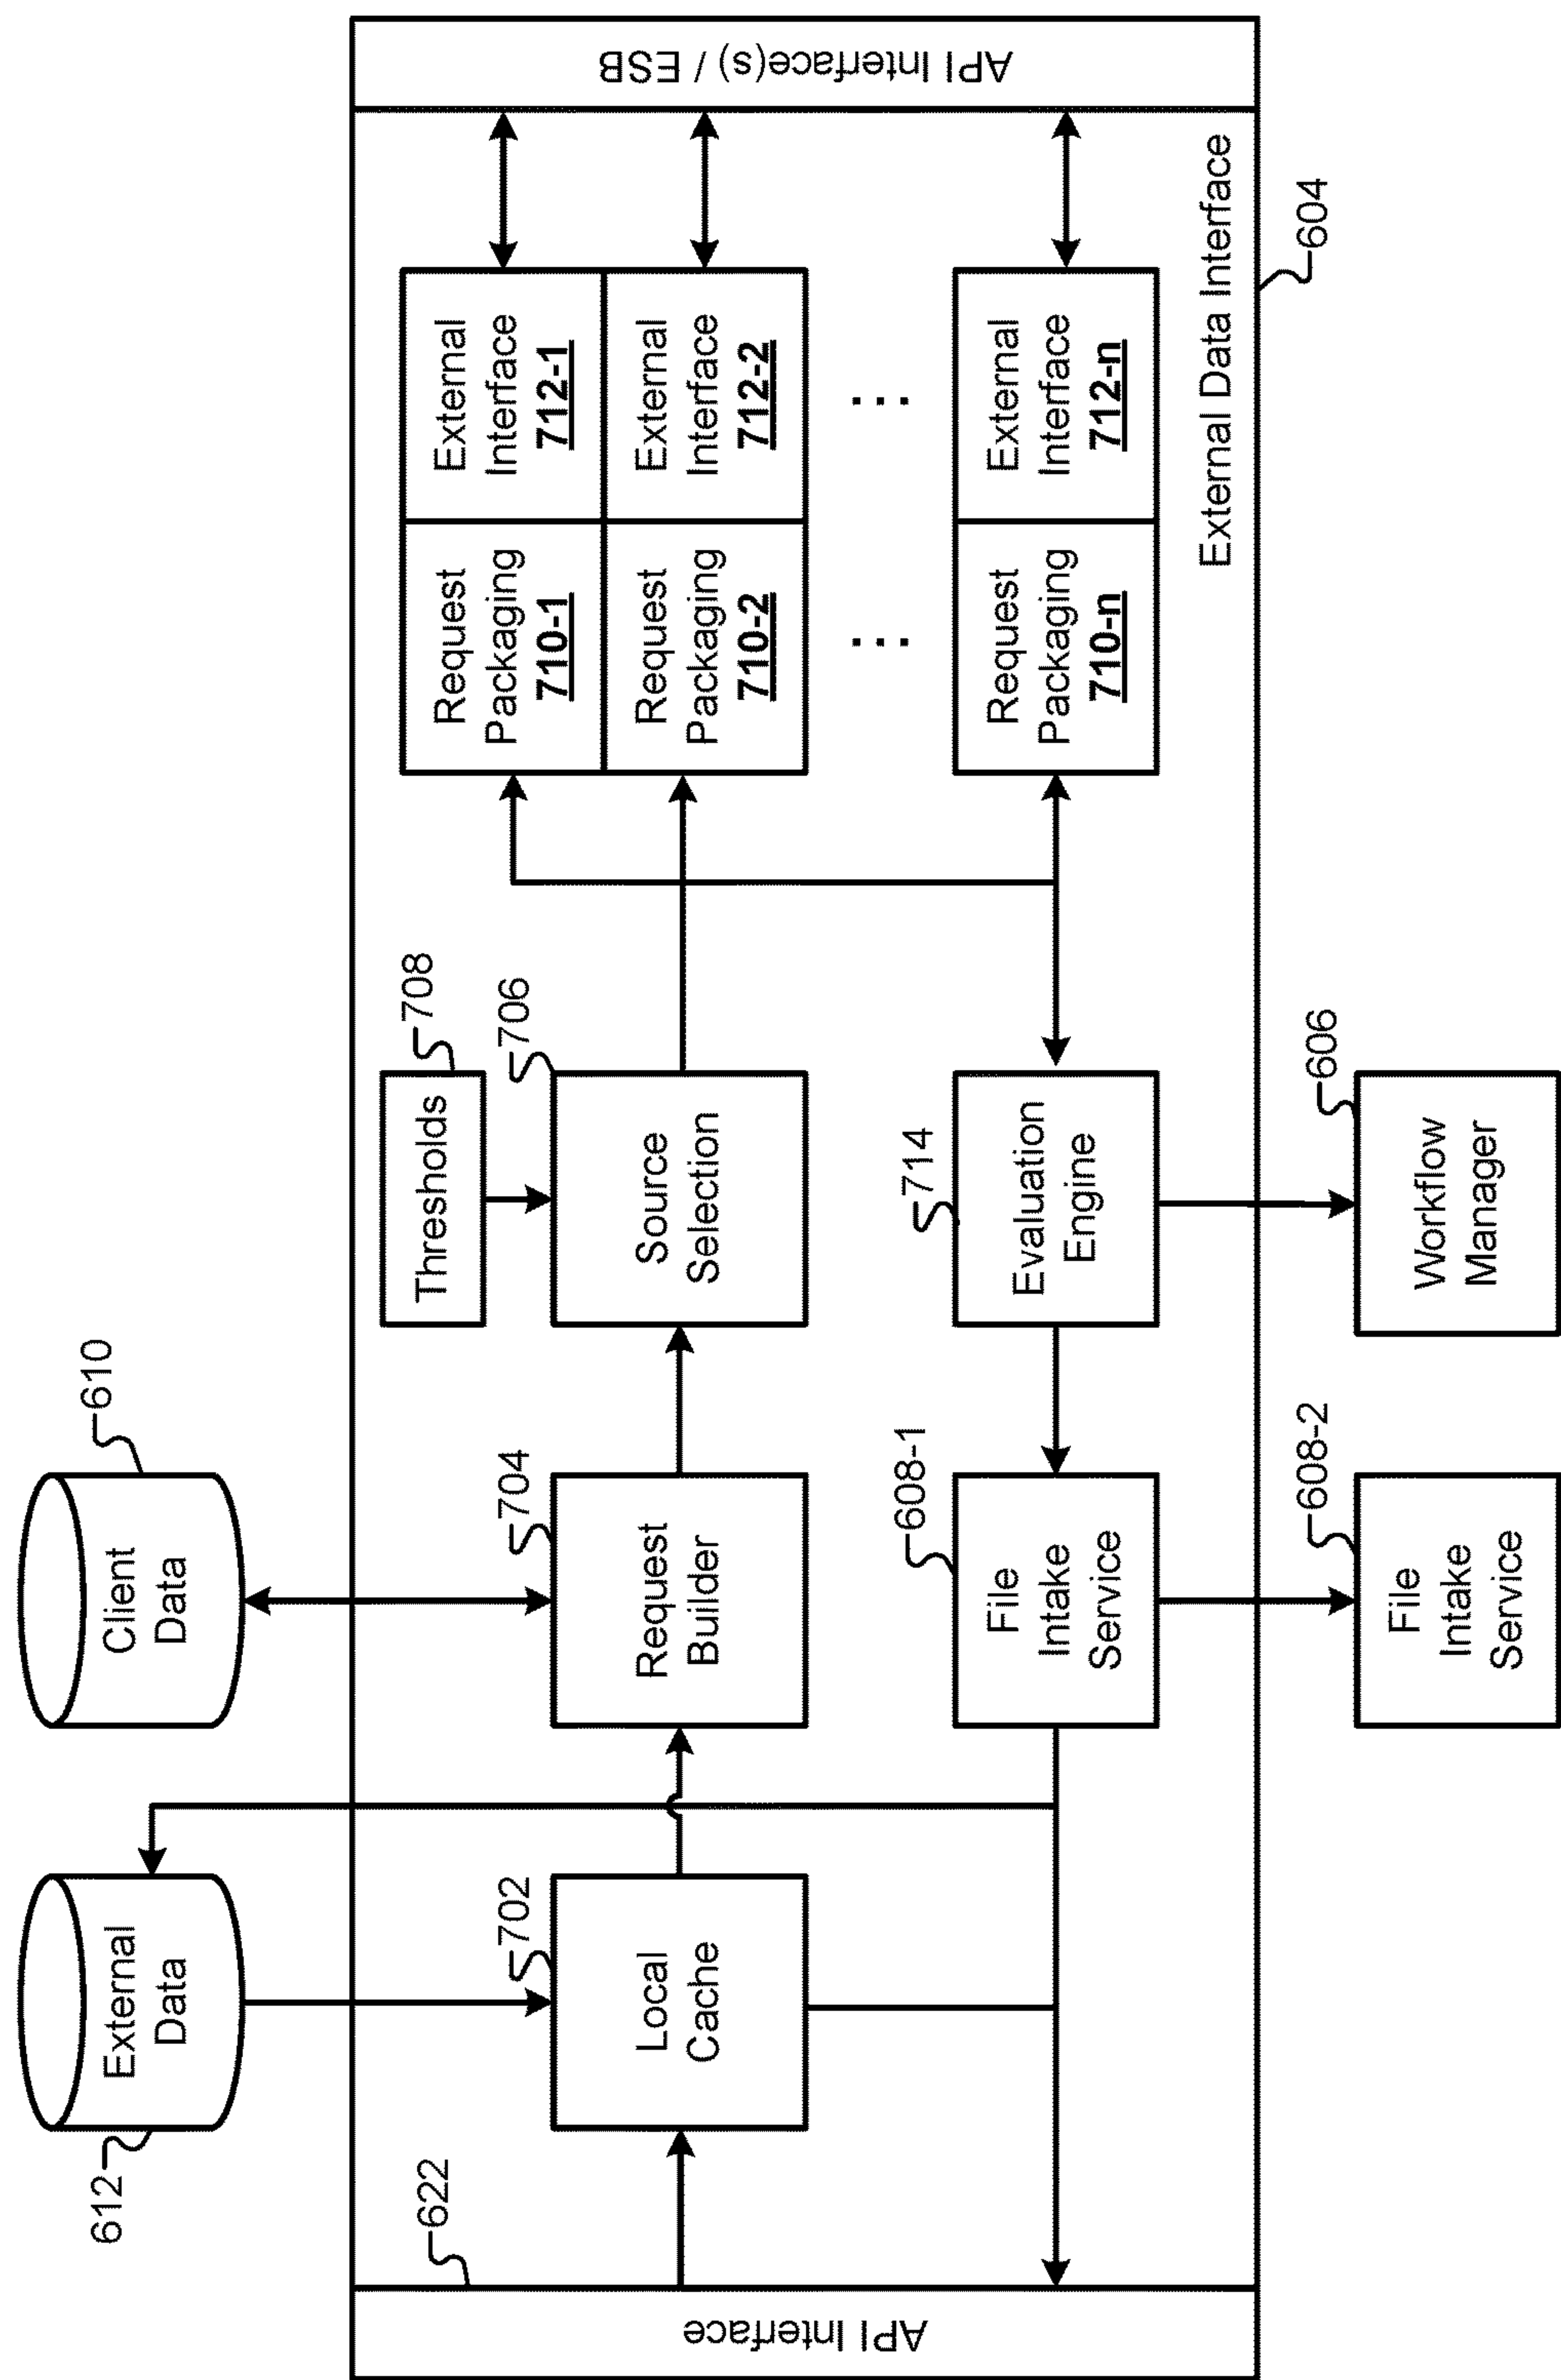 612
External
Data
Client
Data
610
622
702
704
706
708
Thresholds
API Interface
Local
Cache
Request
Builder
Source
Selection
Request
Packaging
710-1
External
Interface
712-1
Request
Packaging
710-2
External
Interface
712-2
...
...
Request
Packaging
710-n
External
Interface
712-n
API Interface(s) / ESB
608-1
File
Intake
Service
714
Evaluation
Engine
External Data Interface
604
608-2
File
Intake
Service
606
Workflow
Manager